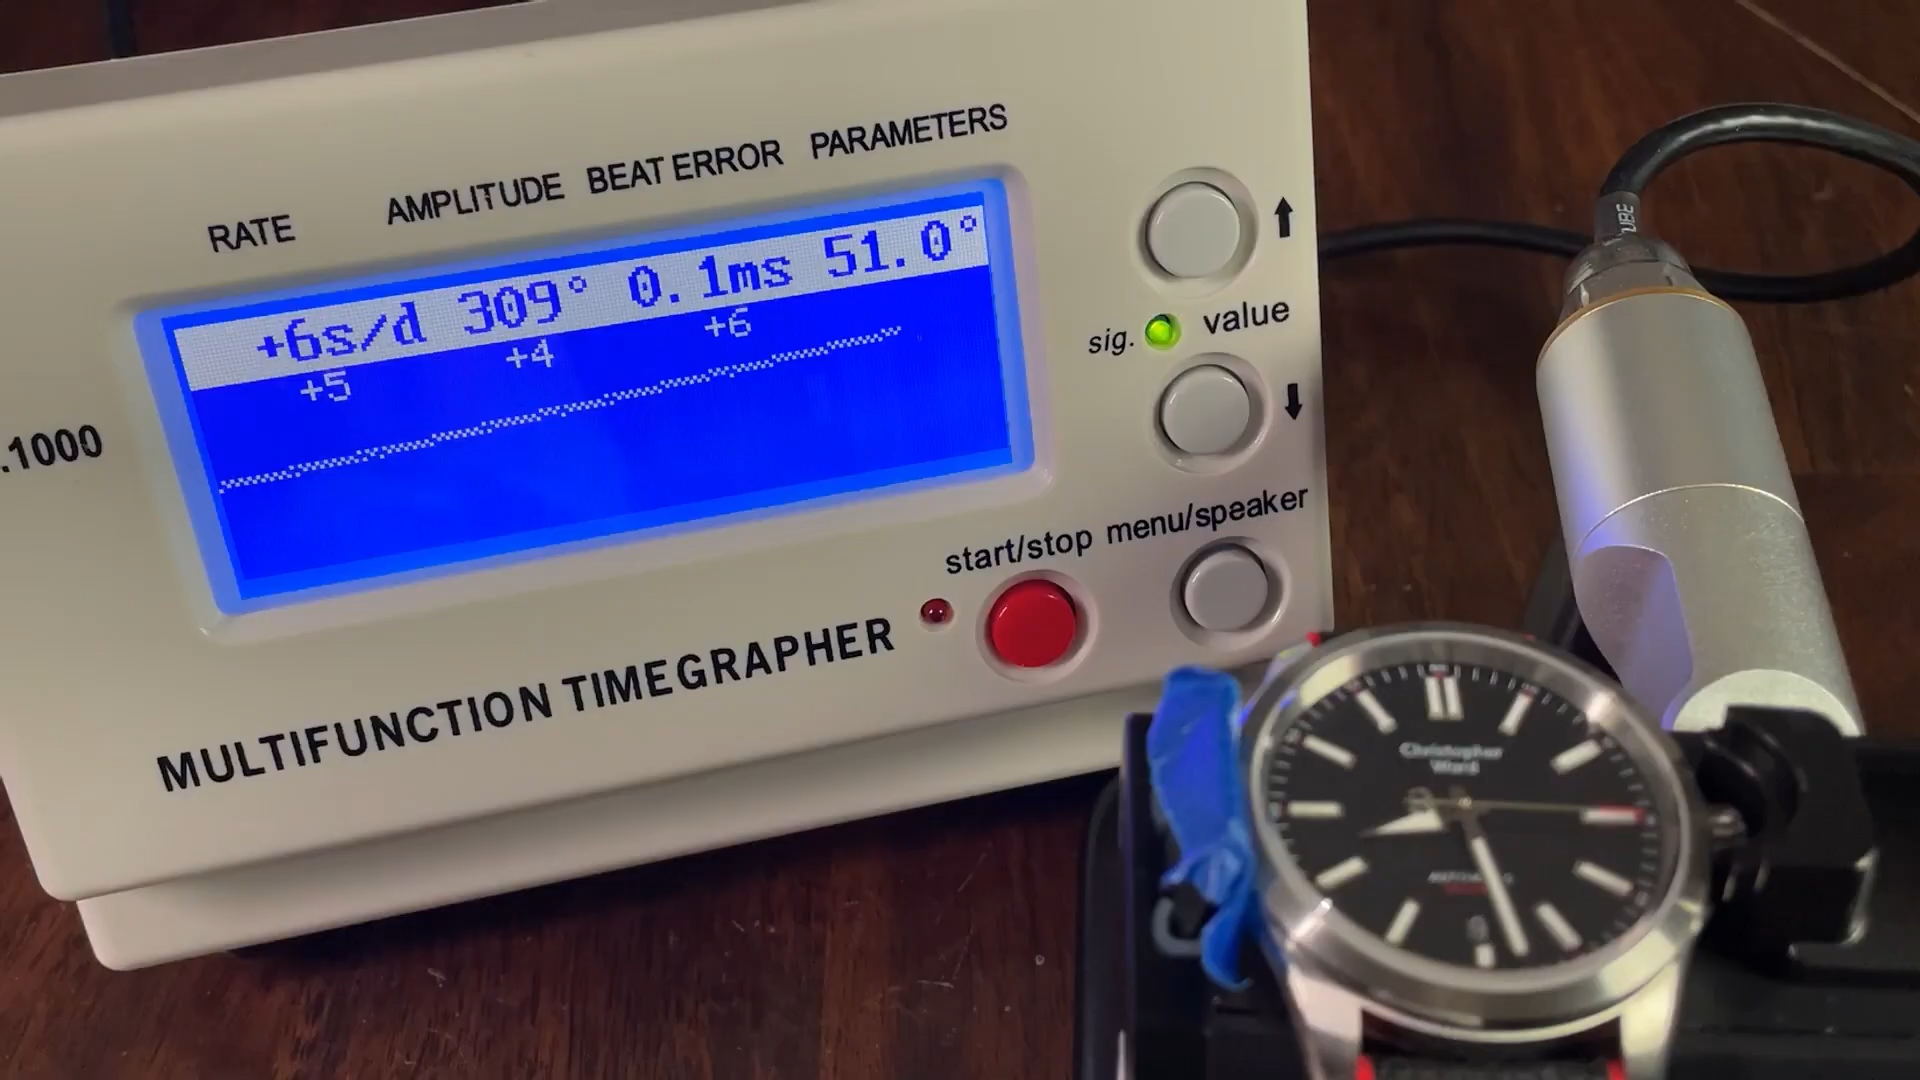 RATE AMPLITUDE BEAT ERROR PARAMETERS
+6s/d 309° 0.1ms 51.0°
+5 +4 +6
.1000
sig. value
start/stop menu/speaker
MULTIFUNCTION TIMEGRAPHER
Christopher
Ward